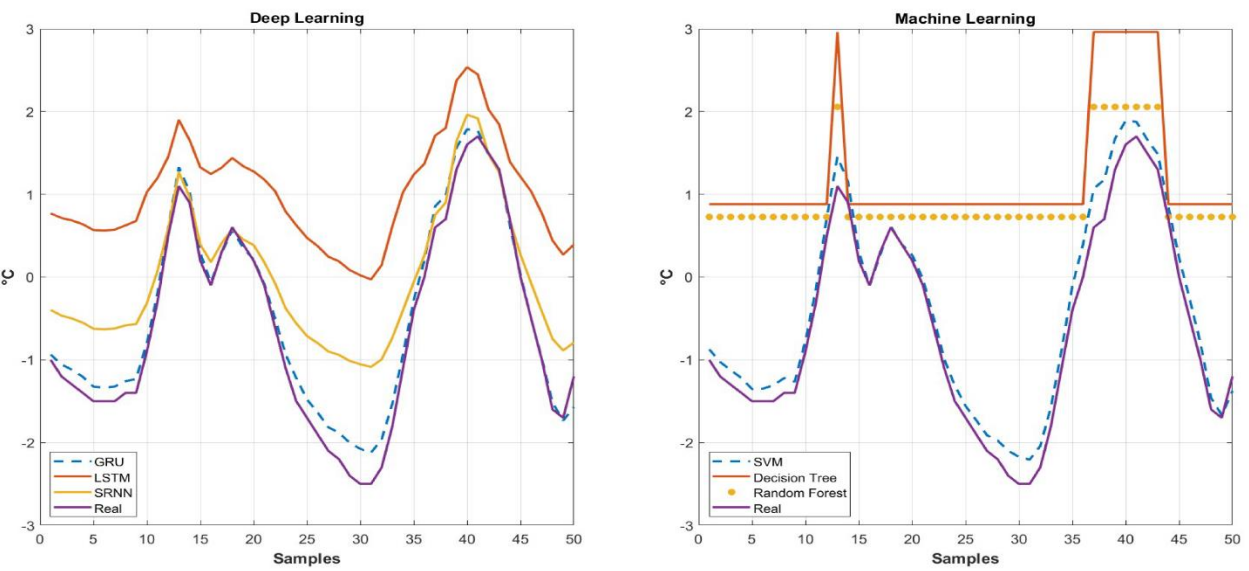 Deep Learning
3
2
1
0
-1
-2
-3
°C
GRU
LSTM
SRNN
Real
0 5 10 15 20 25 30 35 40 45 50
Samples
Machine Learning
3
2
1
0
-1
-2
-3
°C
SVM
Decision Tree
Random Forest
Real
0 5 10 15 20 25 30 35 40 45 50
Samples